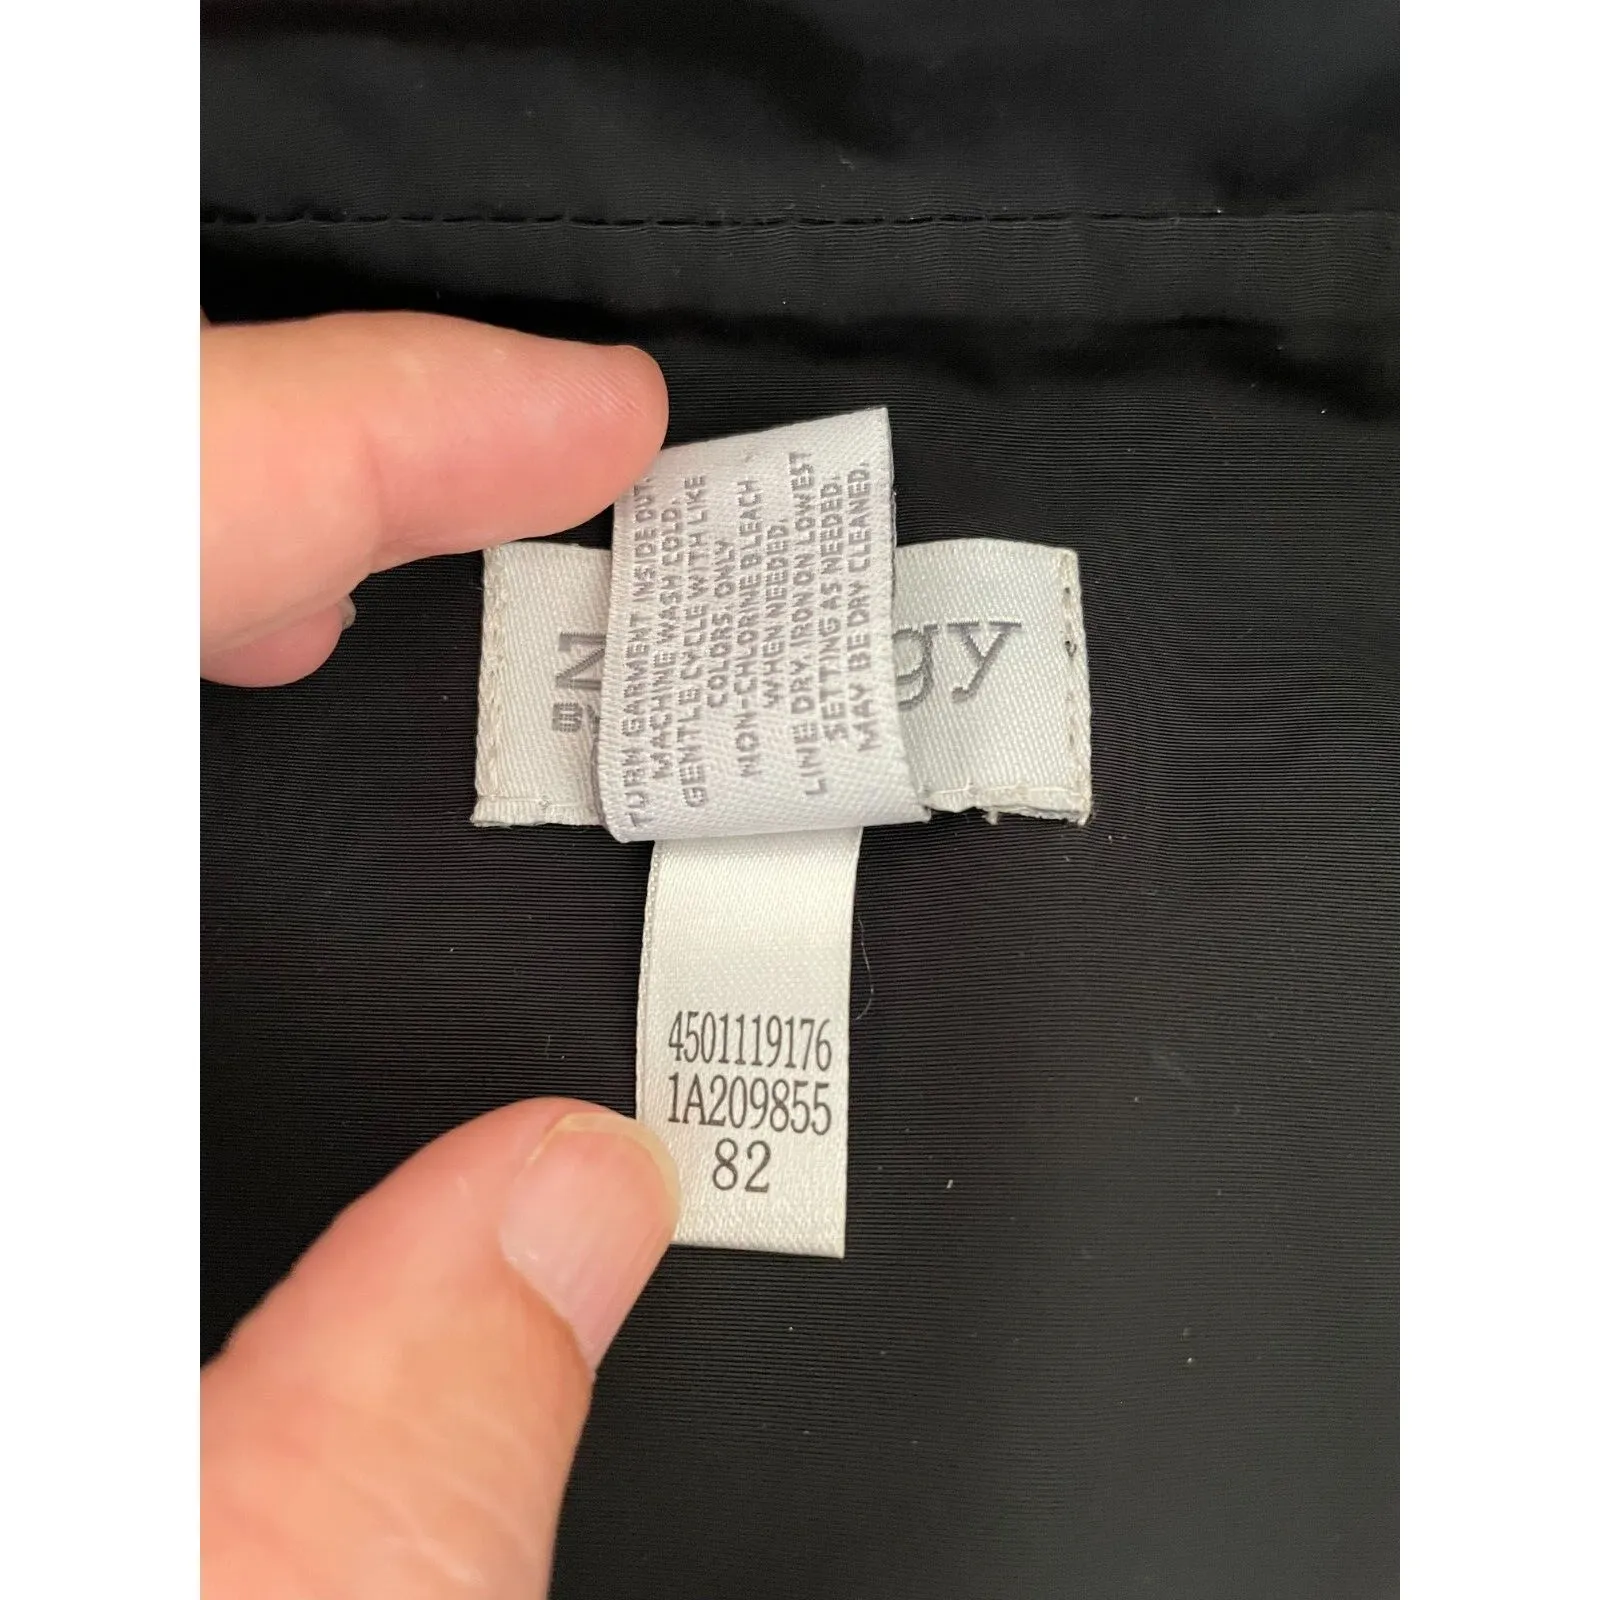 TURN GARMENT INSIDE OUT.
MACHINE WASH COLD.
GENTLE CYCLE WITH LIKE
COLORS. ONLY
NON-CHLORINE BLEACH
WHEN NEEDED.
LINE DRY. IRON ON LOWEST
SETTING AS NEEDED.
MAY BE DRY CLEANED.
gy
4501119176
1A209855
82